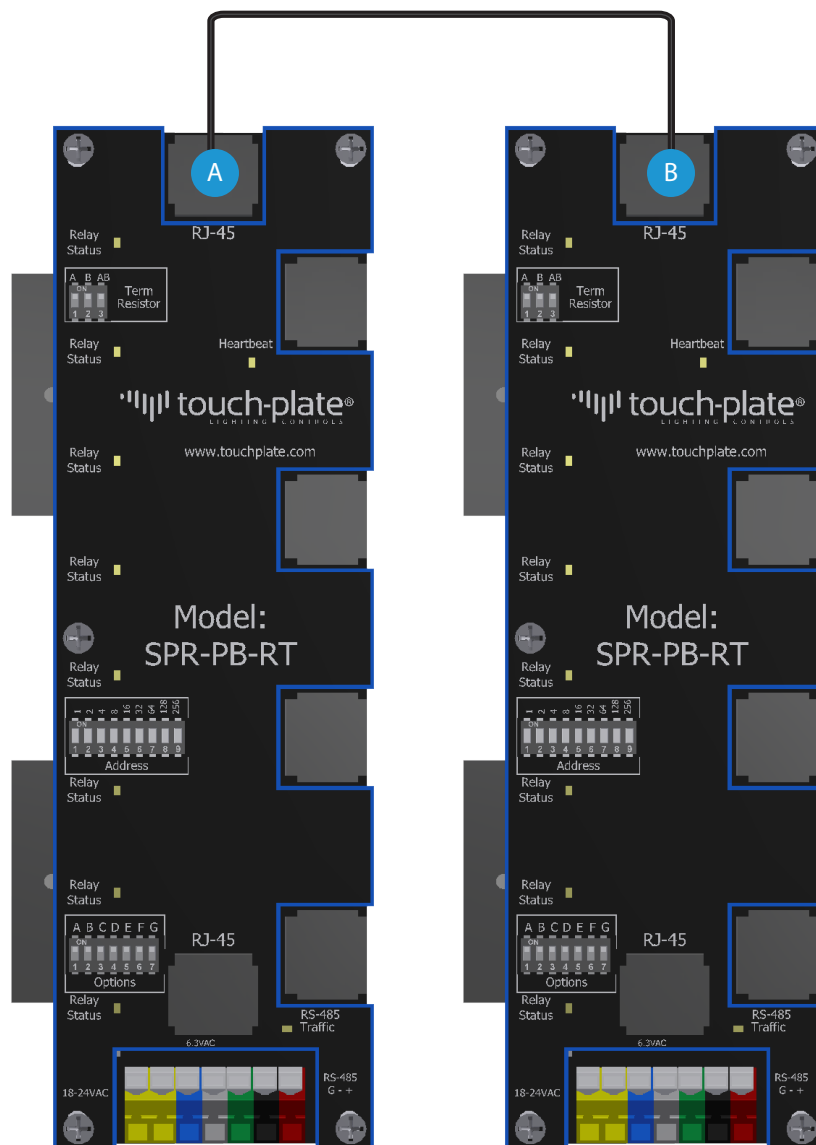 A
RJ-45
Relay
Status
A B AB
ON
1 2 3
Term
Resistor
Relay
Status
Heartbeat
touch-plate®
LIGHTING CONTROLS
www.touchplate.com
Relay
Status
Relay
Status
Model:
SPR-PB-RT
Relay
Status
1 2 4 8 16 32 64 128 256
ON
1 2 3 4 5 6 7 8 9
Address
Relay
Status
Relay
Status
A B C D E F G
ON
1 2 3 4 5 6 7
Options
RJ-45
Relay
Status
RS-485
Traffic
6.3VAC
18-24VAC
RS-485
G - +
B
RJ-45
Relay
Status
A B AB
ON
1 2 3
Term
Resistor
Relay
Status
Heartbeat
touch-plate®
LIGHTING CONTROLS
www.touchplate.com
Relay
Status
Relay
Status
Model:
SPR-PB-RT
Relay
Status
1 2 4 8 16 32 64 128 256
ON
1 2 3 4 5 6 7 8 9
Address
Relay
Status
Relay
Status
A B C D E F G
ON
1 2 3 4 5 6 7
Options
RJ-45
Relay
Status
RS-485
Traffic
6.3VAC
18-24VAC
RS-485
G - +